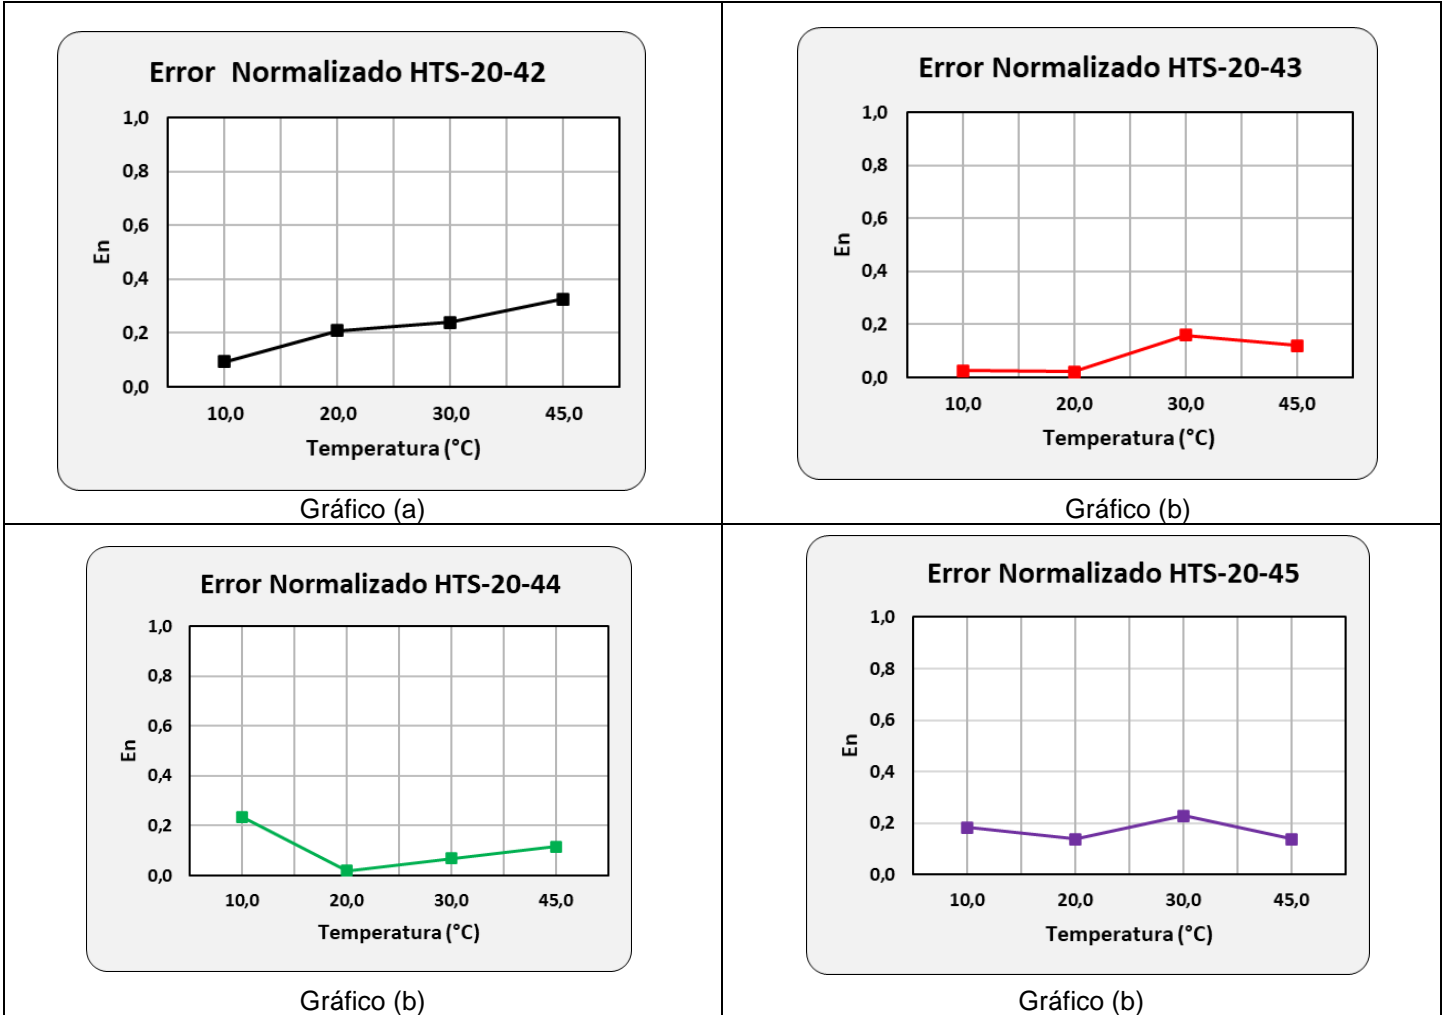 Error  Normalizado HTS-20-42
1,0
0,8
0,6
0,4
0,2
0,0
En
10,0 20,0 30,0 45,0
Temperatura (°C)
Gráfico (a)
Error Normalizado HTS-20-43
1,0
0,8
0,6
0,4
0,2
0,0
En
10,0 20,0 30,0 45,0
Temperatura (°C)
Gráfico (b)
Error Normalizado HTS-20-44
1,0
0,8
0,6
0,4
0,2
0,0
En
10,0 20,0 30,0 45,0
Temperatura (°C)
Gráfico (b)
Error Normalizado HTS-20-45
1,0
0,8
0,6
0,4
0,2
0,0
En
10,0 20,0 30,0 45,0
Temperatura (°C)
Gráfico (b)